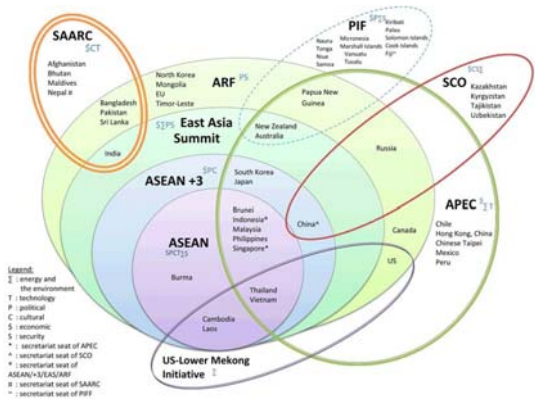 SAARC
$CT
Afghanistan
Bhutan
Maldives
Nepal ¤
Bangladesh
Pakistan
Sri Lanka
India
North Korea
Mongolia
EU
Timor-Leste
ARF PS
PIF
Nauru
Tonga
Niue
Samoa
Micronesia
Marshall Islands
Vanuatu
Tuvalu
Kiribati
Palau
Solomon Islands
Cook Islands
Papua New
Guinea
SCO
Kazakhstan
Kyrgyzstan
Tajikistan
Uzbekistan
East Asia
Summit
New Zealand
Australia
Russia
ASEAN +3
$PC
South Korea
Japan
China^
APEC
Chile
Hong Kong, China
Chinese Taipei
Mexico
Peru
Canada
US
ASEAN
Brunei
Indonesia*
Malaysia
Philippines
Singapore*
Burma
Thailand
Vietnam
Cambodia
Laos
US-Lower Mekong
Initiative ∑
Legend:
∑ : energy and
the environment
T : technology
P : political
C : cultural
$ : economic
S : security
* : secretariat seat of APEC
^ : secretariat seat of SCO
* : secretariat seat of
ASEAN/+3/EAS/ARF
¤ : secretariat seat of SAARC
~ : secretariat seat of PIFF